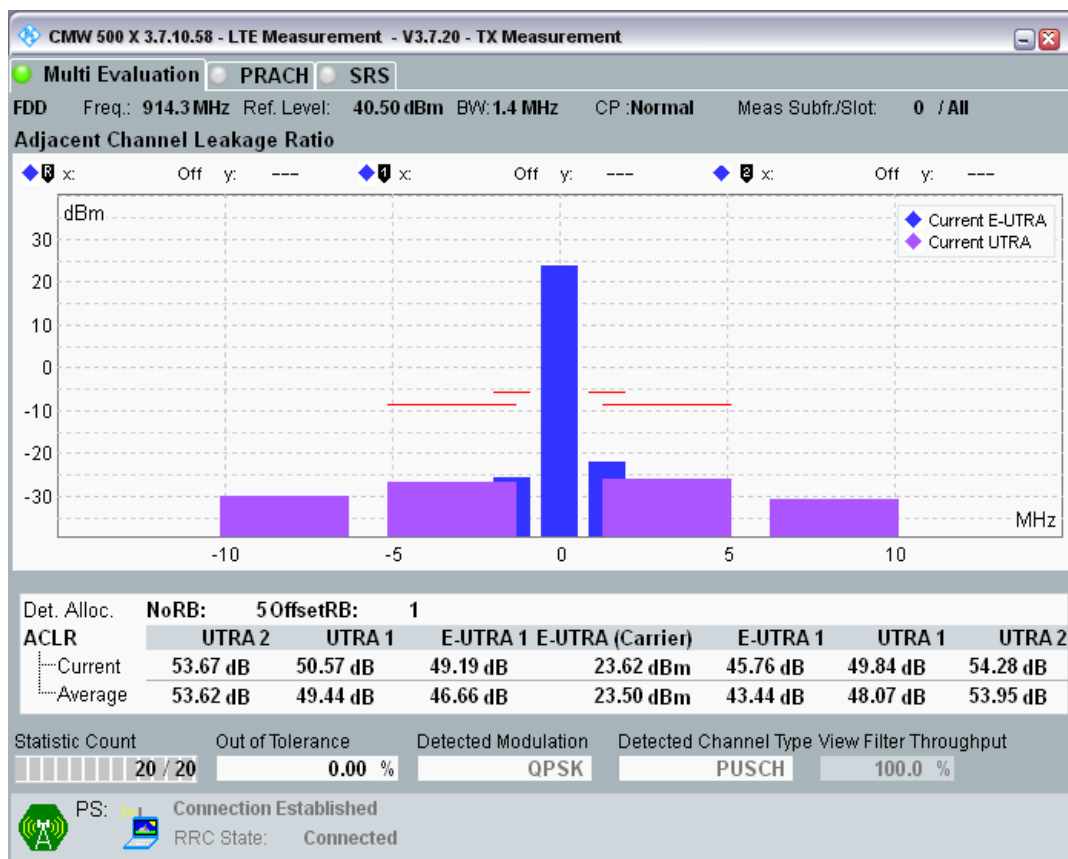 CMW 500 X 3.7.10.58 - LTE Measurement - V3.7.20 - TX Measurement
Multi Evaluation PRACH SRS
FDD Freq.: 914.3 MHz Ref. Level: 40.50 dBm BW: 1.4 MHz CP :Normal Meas Subfr./Slot: 0 / All
Adjacent Channel Leakage Ratio
R x: Off y: --- 1 x: Off y: --- 2 x: Off y: ---
dBm
Current E-UTRA
Current UTRA
30
20
10
0
-10
-20
-30
MHz
-10 -5 0 5 10
Det. Alloc. NoRB: 5 OffsetRB: 1
ACLR UTRA 2 UTRA 1 E-UTRA 1 E-UTRA (Carrier) E-UTRA 1 UTRA 1 UTRA 2
Current 53.67 dB 50.57 dB 49.19 dB 23.62 dBm 45.76 dB 49.84 dB 54.28 dB
Average 53.62 dB 49.44 dB 46.66 dB 23.50 dBm 43.44 dB 48.07 dB 53.95 dB
Statistic Count Out of Tolerance Detected Modulation Detected Channel Type View Filter Throughput
20 / 20 0.00 % QPSK PUSCH 100.0 %
PS: Connection Established
RRC State: Connected